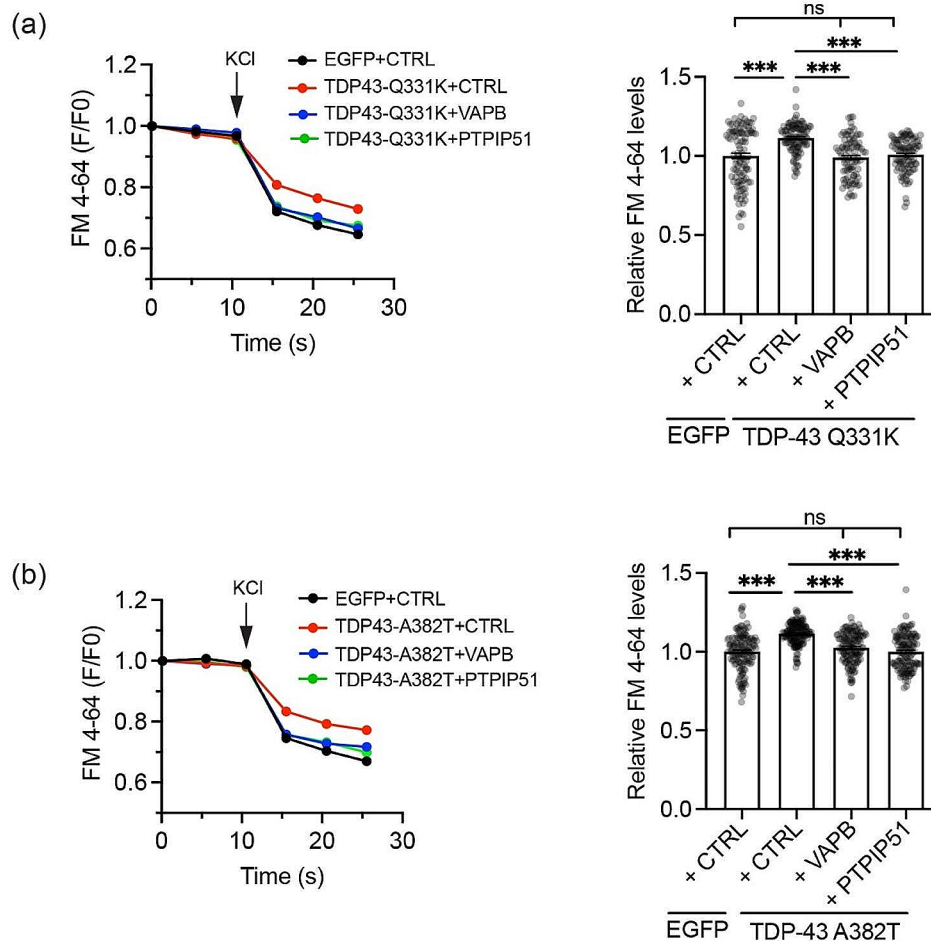 (a)
KCl
EGFP+CTRL
TDP43-Q331K+CTRL
TDP43-Q331K+VAPB
TDP43-Q331K+PTPIP51
FM 4-64 (F/F0)
1.2
1.0
0.8
0.6
0
10
20
30
Time (s)
ns
***
*** ***
Relative FM 4-64 levels
1.5
1.0
0.5
0.0
+ CTRL
+ CTRL
+ VAPB
+ PTPIP51
EGFP TDP-43 Q331K
(b)
KCl
EGFP+CTRL
TDP43-A382T+CTRL
TDP43-A382T+VAPB
TDP43-A382T+PTPIP51
FM 4-64 (F/F0)
1.2
1.0
0.8
0.6
0
10
20
30
Time (s)
ns
***
*** ***
Relative FM 4-64 levels
1.5
1.0
0.5
0.0
+ CTRL
+ CTRL
+ VAPB
+ PTPIP51
EGFP TDP-43 A382T